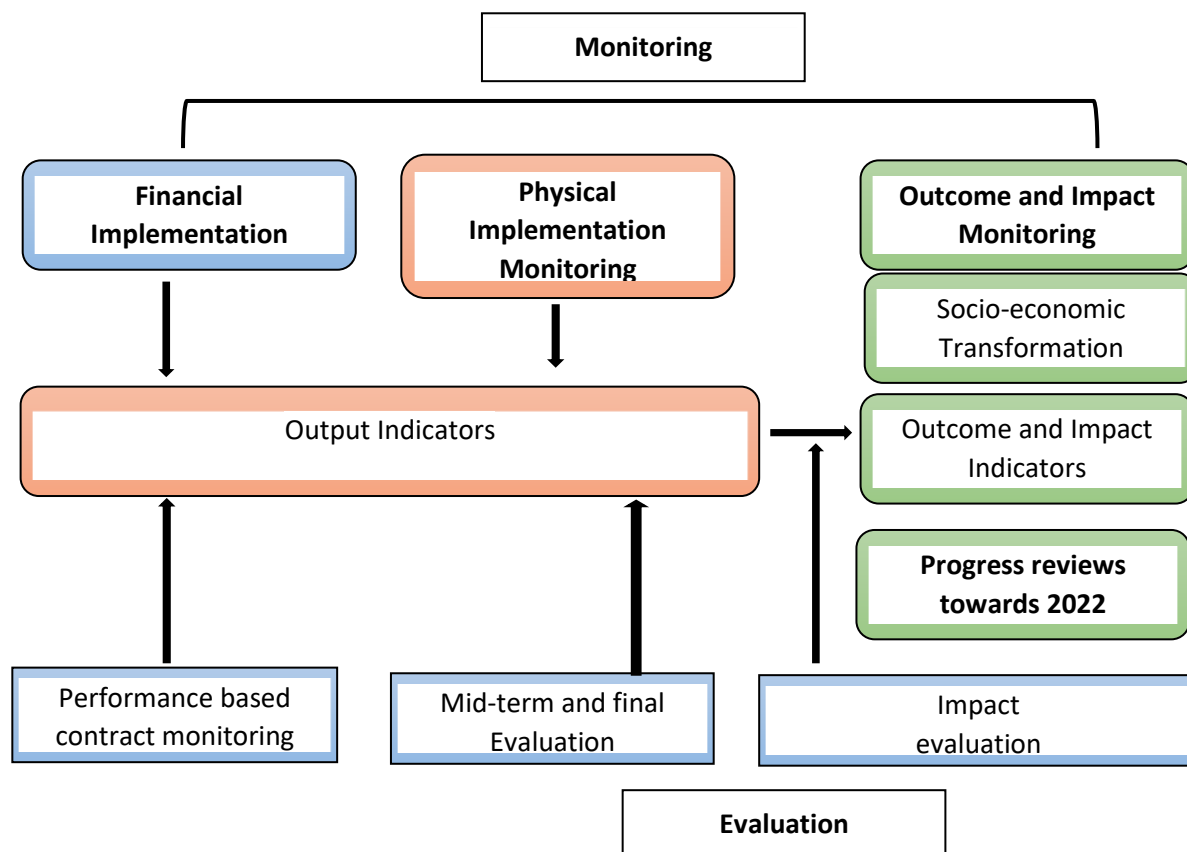 Monitoring
Financial
Implementation
Physical
Implementation
Monitoring
Outcome and Impact
Monitoring
Socio-economic
Transformation
Output Indicators
Outcome and Impact
Indicators
Progress reviews
towards 2022
Performance based
contract monitoring
Mid-term and final
Evaluation
Impact
evaluation
Evaluation